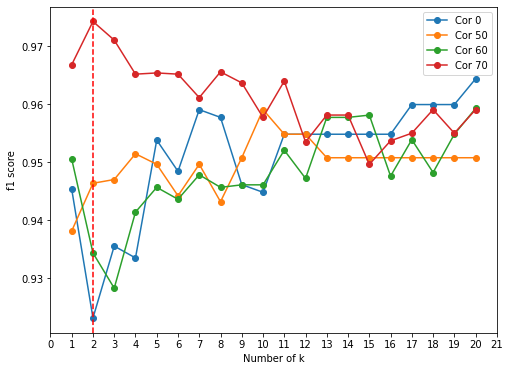 Cor 0
Cor 50
Cor 60
Cor 70
f1 score
0.97
0.96
0.95
0.94
0.93
0 1 2 3 4 5 6 7 8 9 10 11 12 13 14 15 16 17 18 19 20 21
Number of k